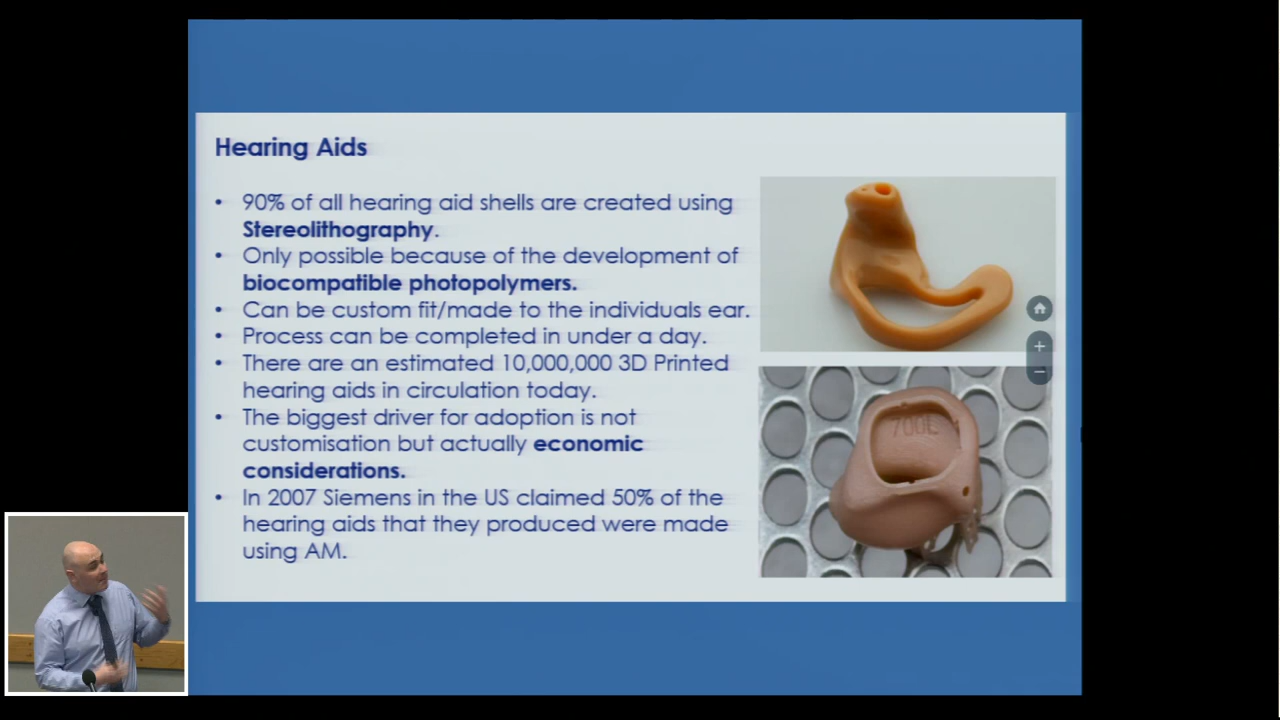 Hearing Aids
• 90% of all hearing aid shells are created using
Stereolithography.
• Only possible because of the development of
biocompatible photopolymers.
• Can be custom fit/made to the individuals ear.
• Process can be completed in under a day.
• There are an estimated 10,000,000 3D Printed
hearing aids in circulation today.
• The biggest driver for adoption is not
customisation but actually economic
considerations.
• In 2007 Siemens in the US claimed 50% of the
hearing aids that they produced were made
using AM.